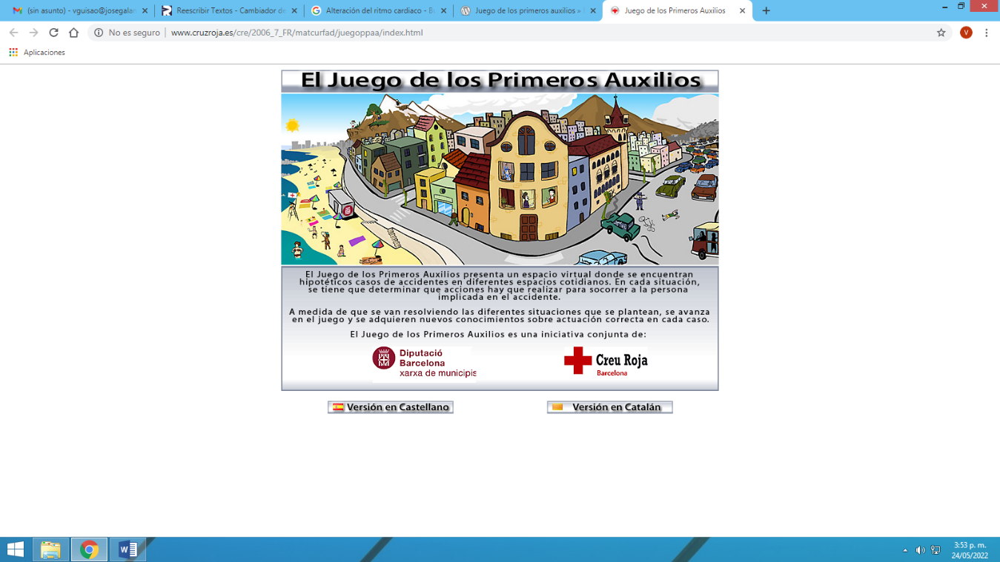 (sin asunto) - vguisao@josegalan
Reescribir Textos - Cambiador de
Alteración del ritmo cardiaco - B
Juego de los primeros auxilios »
Juego de los Primeros Auxilios
No es seguro
www.cruzroja.es/cre/2006_7_FR/matcurfad/juegoppaa/index.html
V
Aplicaciones
El Juego de los Primeros Auxilios
El Juego de los Primeros Auxilios presenta un espacio virtual donde se encuentran
hipotéticos casos de accidentes en diferentes espacios cotidianos. En cada situación,
se tiene que determinar que acciones hay que realizar para socorrer a la persona
implicada en el accidente.
A medida de que se van resolviendo las diferentes situaciones que se plantean, se avanza
en el juego y se adquieren nuevos conocimientos sobre actuación correcta en cada caso.
El Juego de los Primeros Auxilios es una iniciativa conjunta de:
Diputació
Barcelona
xarxa de municipis
Creu Roja
Barcelona
Versión en Castellano
Versión en Catalán
3:53 p. m.
24/05/2022